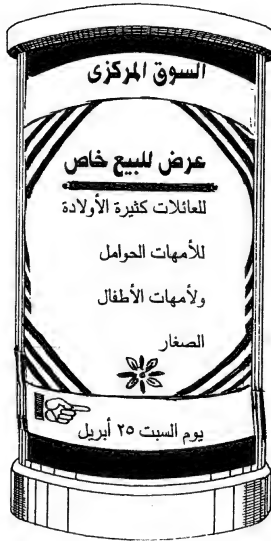 السوق المركزى
عرض للبيع خاص
للعائلات كثيرة الأولادة
للأمهات الحوامل
ولأمهات الأطفال
الصغار
يوم السبت ٢٥ أبريل